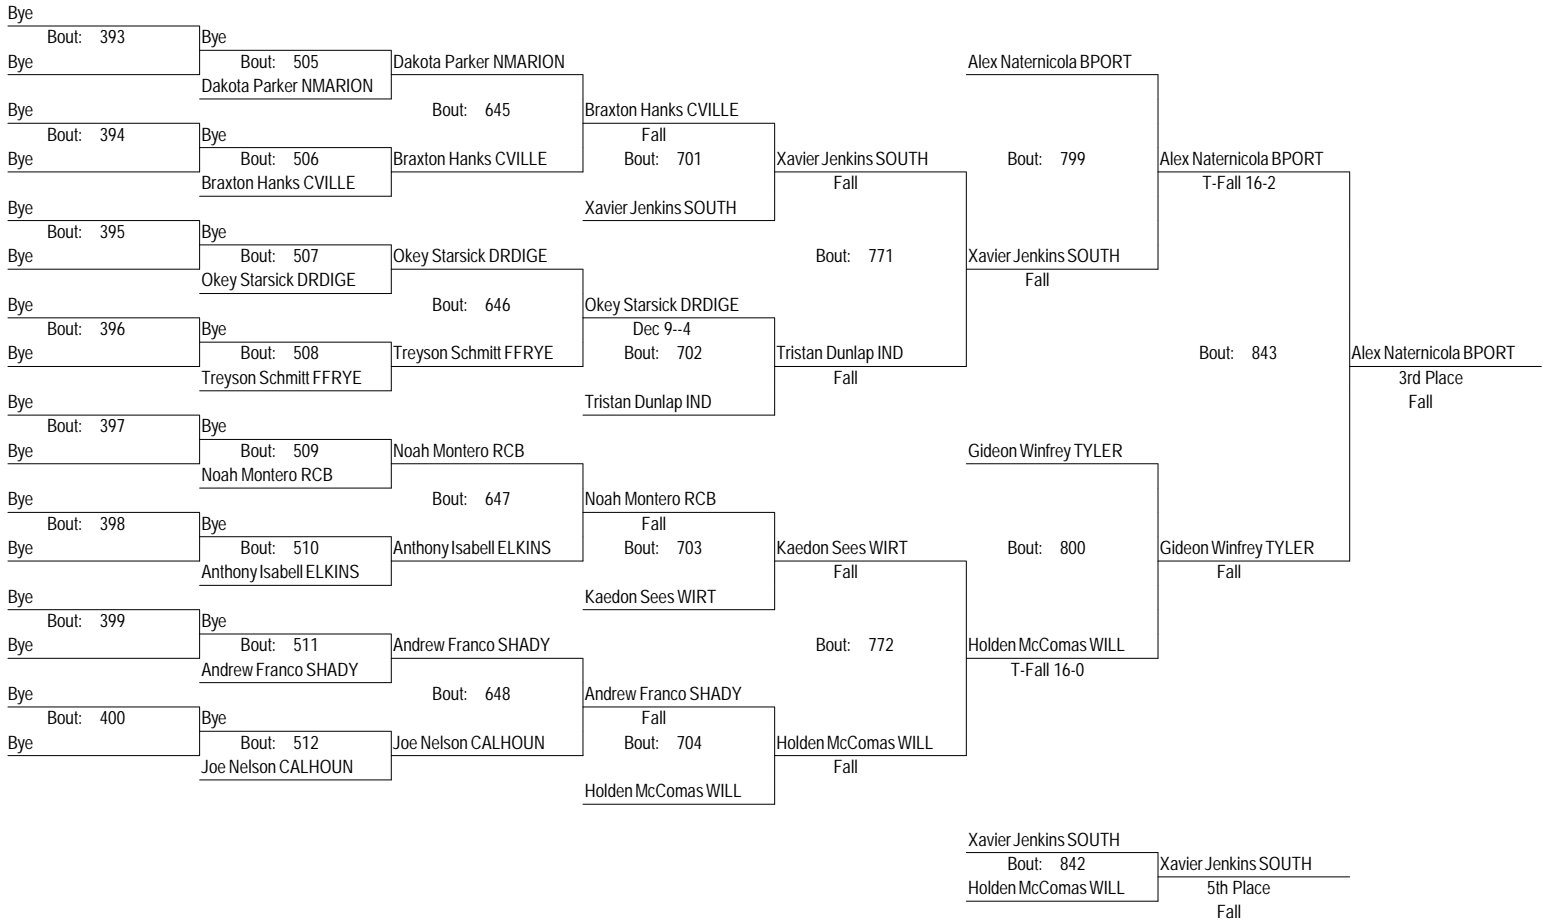 Bye
Bout: 393 Bye
Bye Bout: 505 Dakota Parker NMARION Alex Naternicola BPORT
Dakota Parker NMARION
Bye Bout: 645 Braxton Hanks CVILLE
Bout: 394 Bye Fall
Bye Bout: 506 Braxton Hanks CVILLE Bout: 701 Xavier Jenkins SOUTH Bout: 799 Alex Naternicola BPORT
Braxton Hanks CVILLE Fall T-Fall 16-2
Bye Xavier Jenkins SOUTH
Bout: 395 Bye
Bye Bout: 507 Okey Starsick DRDIGE Bout: 771 Xavier Jenkins SOUTH
Okey Starsick DRDIGE Fall
Bye Bout: 646 Okey Starsick DRDIGE
Bout: 396 Bye Dec 9--4
Bye Bout: 508 Treyson Schmitt FFRYE Bout: 702 Tristan Dunlap IND Bout: 843 Alex Naternicola BPORT
Treyson Schmitt FFRYE Fall 3rd Place
Bye Tristan Dunlap IND Fall
Bout: 397 Bye
Bye Bout: 509 Noah Montero RCB Gideon Winfrey TYLER
Noah Montero RCB
Bye Bout: 647 Noah Montero RCB
Bout: 398 Bye Fall
Bye Bout: 510 Anthony Isabell ELKINS Bout: 703 Kaedon Sees WIRT Bout: 800 Gideon Winfrey TYLER
Anthony Isabell ELKINS Fall Fall
Bye Kaedon Sees WIRT
Bout: 399 Bye
Bye Bout: 511 Andrew Franco SHADY Bout: 772 Holden McComas WILL
Andrew Franco SHADY T-Fall 16-0
Bye Bout: 648 Andrew Franco SHADY
Bout: 400 Bye Fall
Bye Bout: 512 Joe Nelson CALHOUN Bout: 704 Holden McComas WILL
Joe Nelson CALHOUN Fall
Holden McComas WILL
Xavier Jenkins SOUTH
Bout: 842 Xavier Jenkins SOUTH
Holden McComas WILL 5th Place
Fall